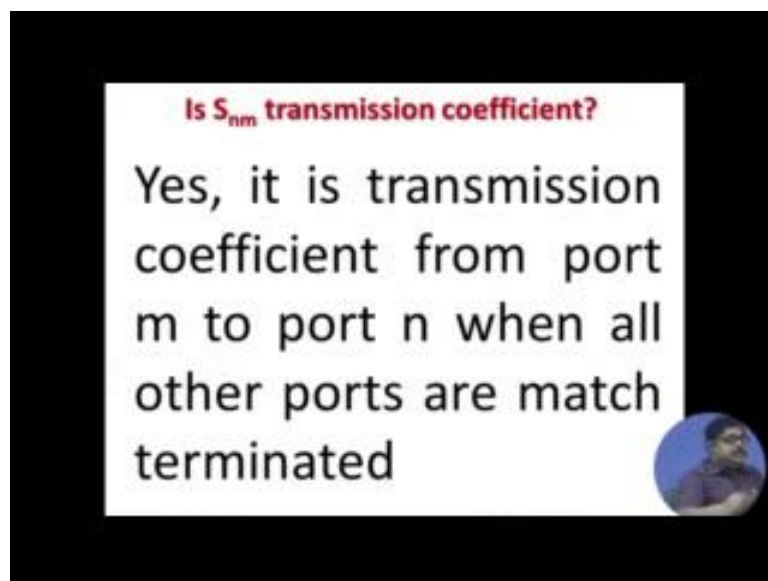 Is Snm transmission coefficient?
Yes, it is transmission
coefficient from port
m to port n when all
other ports are match
terminated